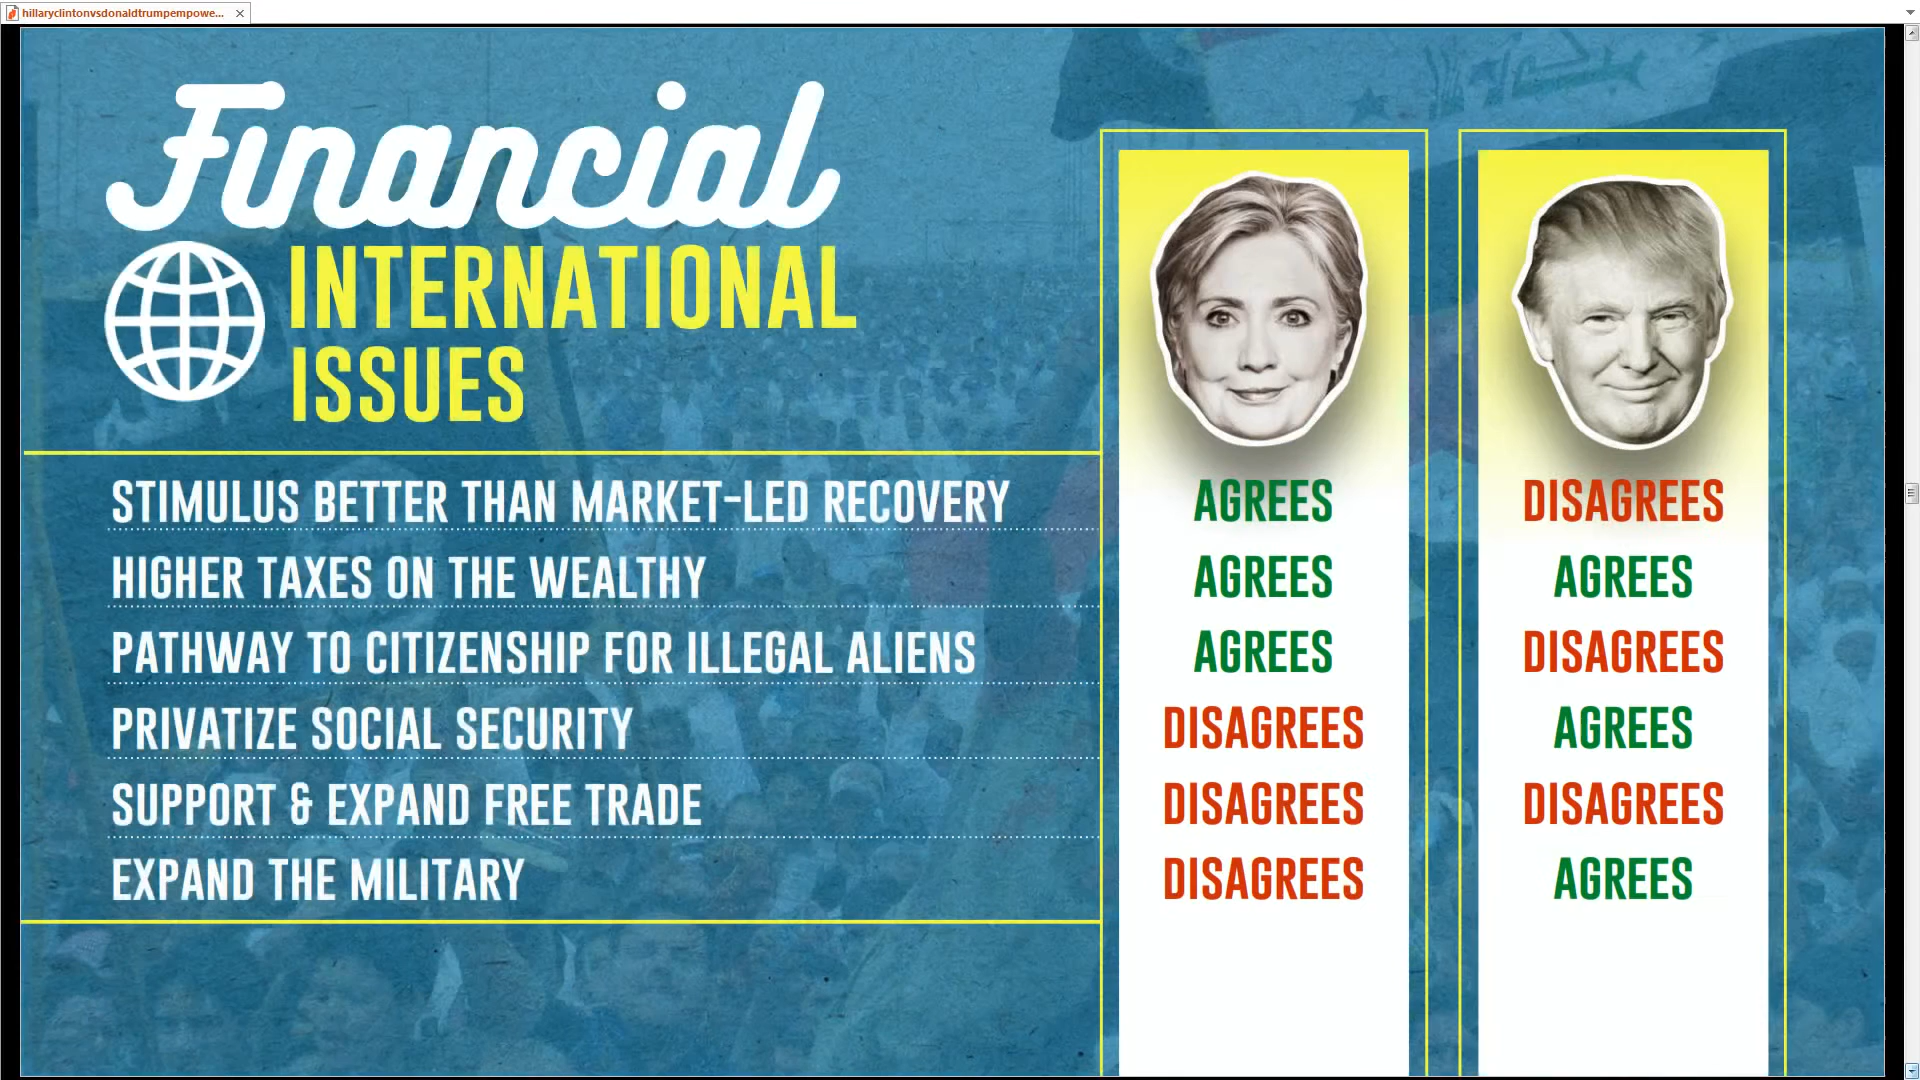 hillaryclintonvsdonaldtrumpempowe...
Financial
INTERNATIONAL
ISSUES
STIMULUS BETTER THAN MARKET-LED RECOVERY AGREES DISAGREES
HIGHER TAXES ON THE WEALTHY AGREES AGREES
PATHWAY TO CITIZENSHIP FOR ILLEGAL ALIENS AGREES DISAGREES
PRIVATIZE SOCIAL SECURITY DISAGREES AGREES
SUPPORT & EXPAND FREE TRADE DISAGREES DISAGREES
EXPAND THE MILITARY DISAGREES AGREES